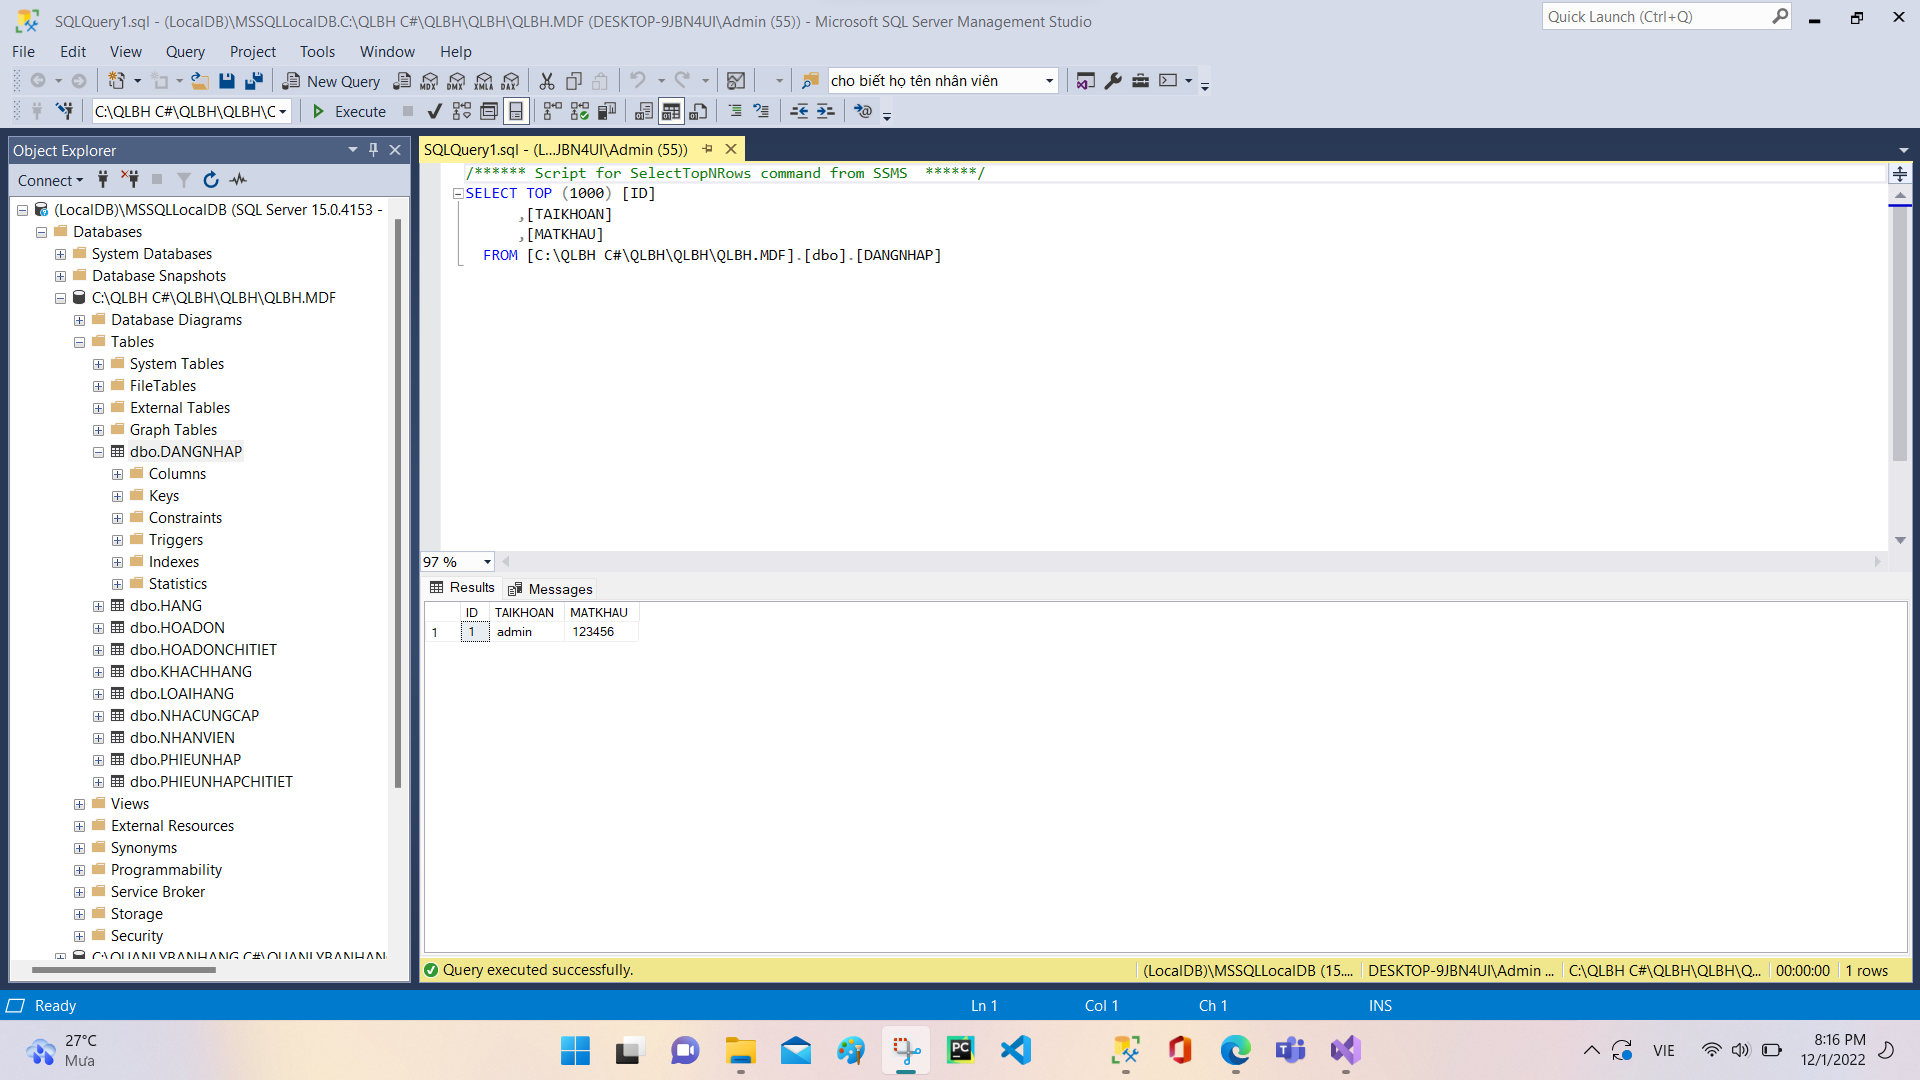 SQLQuery1.sql - (LocalDB)\MSSQLLocalDB.C:\QLBH C#\QLBH\QLBH\QLBH.MDF (DESKTOP-9JBN4UI\Admin (55)) - Microsoft SQL Server Management Studio
Quick Launch (Ctrl+Q)
File Edit View Query Project Tools Window Help
New Query
MDX DMX XMLA DAX
cho biết họ tên nhân viên
C:\QLBH C#\QLBH\QLBH\C
Execute
Object Explorer
SQLQuery1.sql - (L...JBN4UI\Admin (55))
Connect
(LocalDB)\MSSQLLocalDB (SQL Server 15.0.4153 -
Databases
System Databases
Database Snapshots
C:\QLBH C#\QLBH\QLBH\QLBH.MDF
Database Diagrams
Tables
System Tables
FileTables
External Tables
Graph Tables
dbo.DANGNHAP
Columns
Keys
Constraints
Triggers
Indexes
Statistics
dbo.HANG
dbo.HOADON
dbo.HOADONCHITIET
dbo.KHACHHANG
dbo.LOAIHANG
dbo.NHACUNGCAP
dbo.NHANVIEN
dbo.PHIEUNHAP
dbo.PHIEUNHAPCHITIET
Views
External Resources
Synonyms
Programmability
Service Broker
Storage
Security
C:\QUANLYBANHANG C#\QUANLYBANHAN
/****** Script for SelectTopNRows command from SSMS  ******/
SELECT TOP (1000) [ID]
,[TAIKHOAN]
,[MATKHAU]
FROM [C:\QLBH C#\QLBH\QLBH\QLBH.MDF].[dbo].[DANGNHAP]
97 %
Results Messages
ID TAIKHOAN MATKHAU
1 1 admin 123456
Query executed successfully.
(LocalDB)\MSSQLLocalDB (15.... DESKTOP-9JBN4UI\Admin ... C:\QLBH C#\QLBH\QLBH\Q... 00:00:00 1 rows
Ready
Ln 1 Col 1 Ch 1 INS
27°C
Mưa
PC
VIE
8:16 PM
12/1/2022